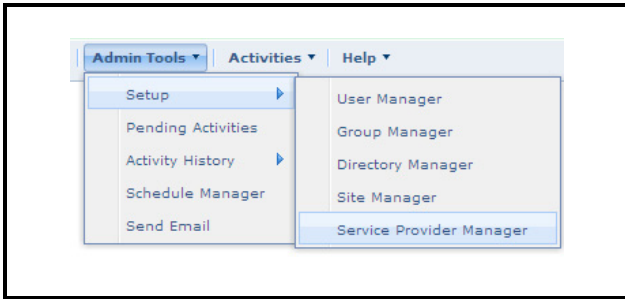 Admin Tools ▾ Activities ▾ Help ▾
Setup
Pending Activities
Activity History
Schedule Manager
Send Email
User Manager
Group Manager
Directory Manager
Site Manager
Service Provider Manager